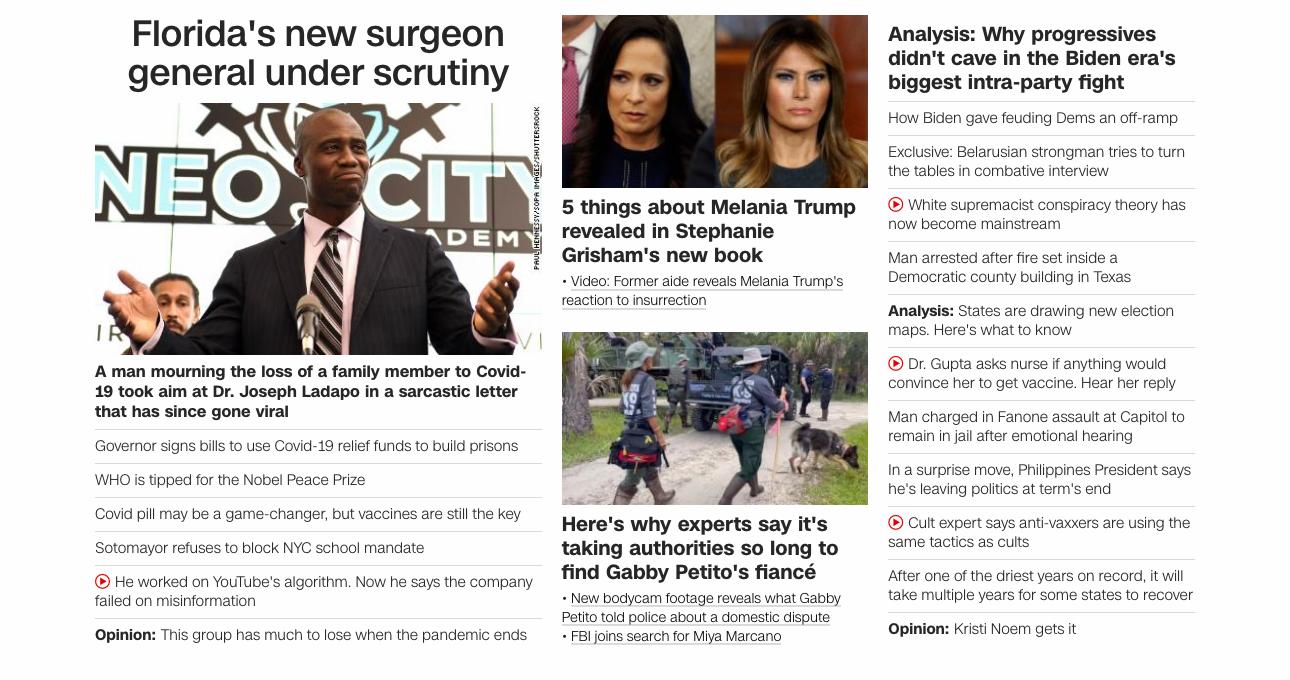 Florida's new surgeon
general under scrutiny
NEO CITY
ACADEMY
PAUL HENNESSY/SOPA IMAGES/SHUTTERSTOCK
A man mourning the loss of a family member to Covid-
19 took aim at Dr. Joseph Ladapo in a sarcastic letter
that has since gone viral
Governor signs bills to use Covid-19 relief funds to build prisons
WHO is tipped for the Nobel Peace Prize
Covid pill may be a game-changer, but vaccines are still the key
Sotomayor refuses to block NYC school mandate
He worked on YouTube's algorithm. Now he says the company
failed on misinformation
Opinion: This group has much to lose when the pandemic ends
5 things about Melania Trump
revealed in Stephanie
Grisham's new book
• Video: Former aide reveals Melania Trump's
reaction to insurrection
K9
Here's why experts say it's
taking authorities so long to
find Gabby Petito's fiancé
• New bodycam footage reveals what Gabby
Petito told police about a domestic dispute
• FBI joins search for Miya Marcano
Analysis: Why progressives
didn't cave in the Biden era's
biggest intra-party fight
How Biden gave feuding Dems an off-ramp
Exclusive: Belarusian strongman tries to turn
the tables in combative interview
White supremacist conspiracy theory has
now become mainstream
Man arrested after fire set inside a
Democratic county building in Texas
Analysis: States are drawing new election
maps. Here's what to know
Dr. Gupta asks nurse if anything would
convince her to get vaccine. Hear her reply
Man charged in Fanone assault at Capitol to
remain in jail after emotional hearing
In a surprise move, Philippines President says
he's leaving politics at term's end
Cult expert says anti-vaxxers are using the
same tactics as cults
After one of the driest years on record, it will
take multiple years for some states to recover
Opinion: Kristi Noem gets it